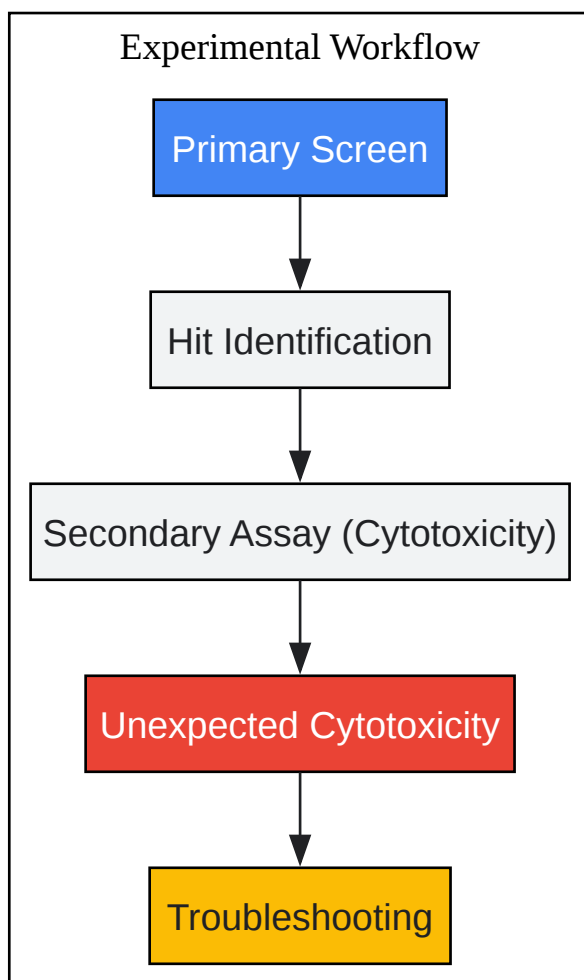 Experimental Workflow
Primary Screen
Hit Identification
Secondary Assay (Cytotoxicity)
Unexpected Cytotoxicity
Troubleshooting